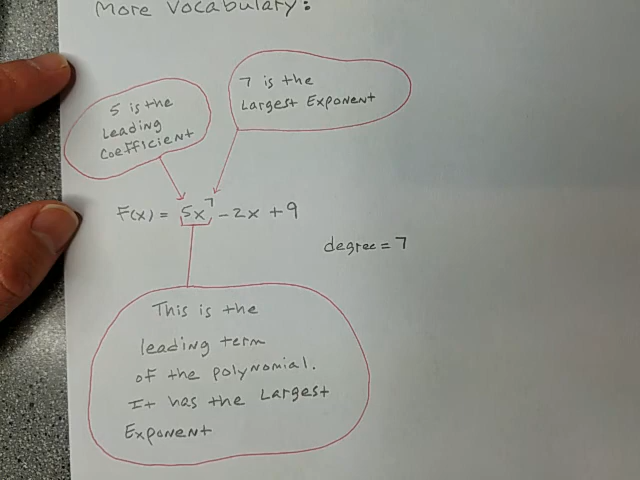 More Vocabulary:
5 is the
Leading
Coefficient
7 is the
Largest Exponent
F(x) = 5x⁷ - 2x + 9
degree = 7
This is the
leading term
of the polynomial.
It has the Largest
Exponent